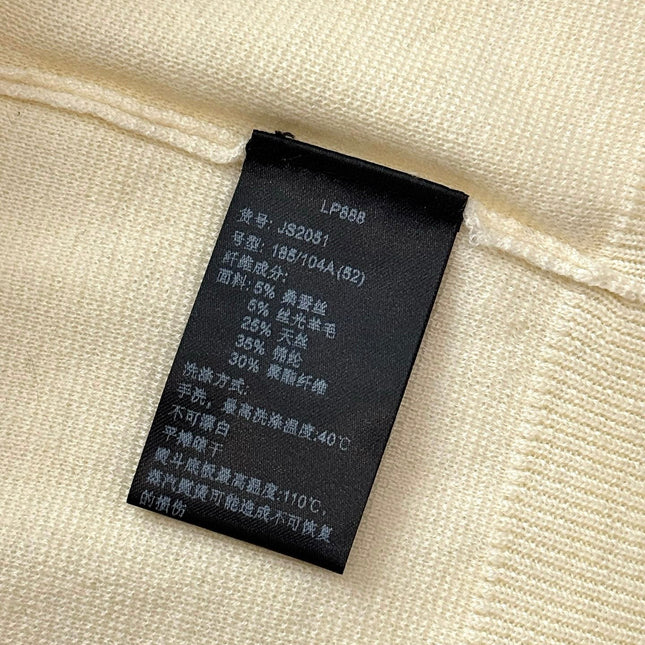 LP888
货号: JS2051
号型: 185/104A(52)
纤维成分:
面料: 5% 桑蚕丝
5% 丝光羊毛
25% 天丝
35% 锦纶
30% 聚酯纤维
洗涤方式:
手洗，最高洗涤温度:40℃
不可漂白
平摊晾干
熨斗底板最高温度:110℃，
蒸汽熨烫可能造成不可恢复
的损伤